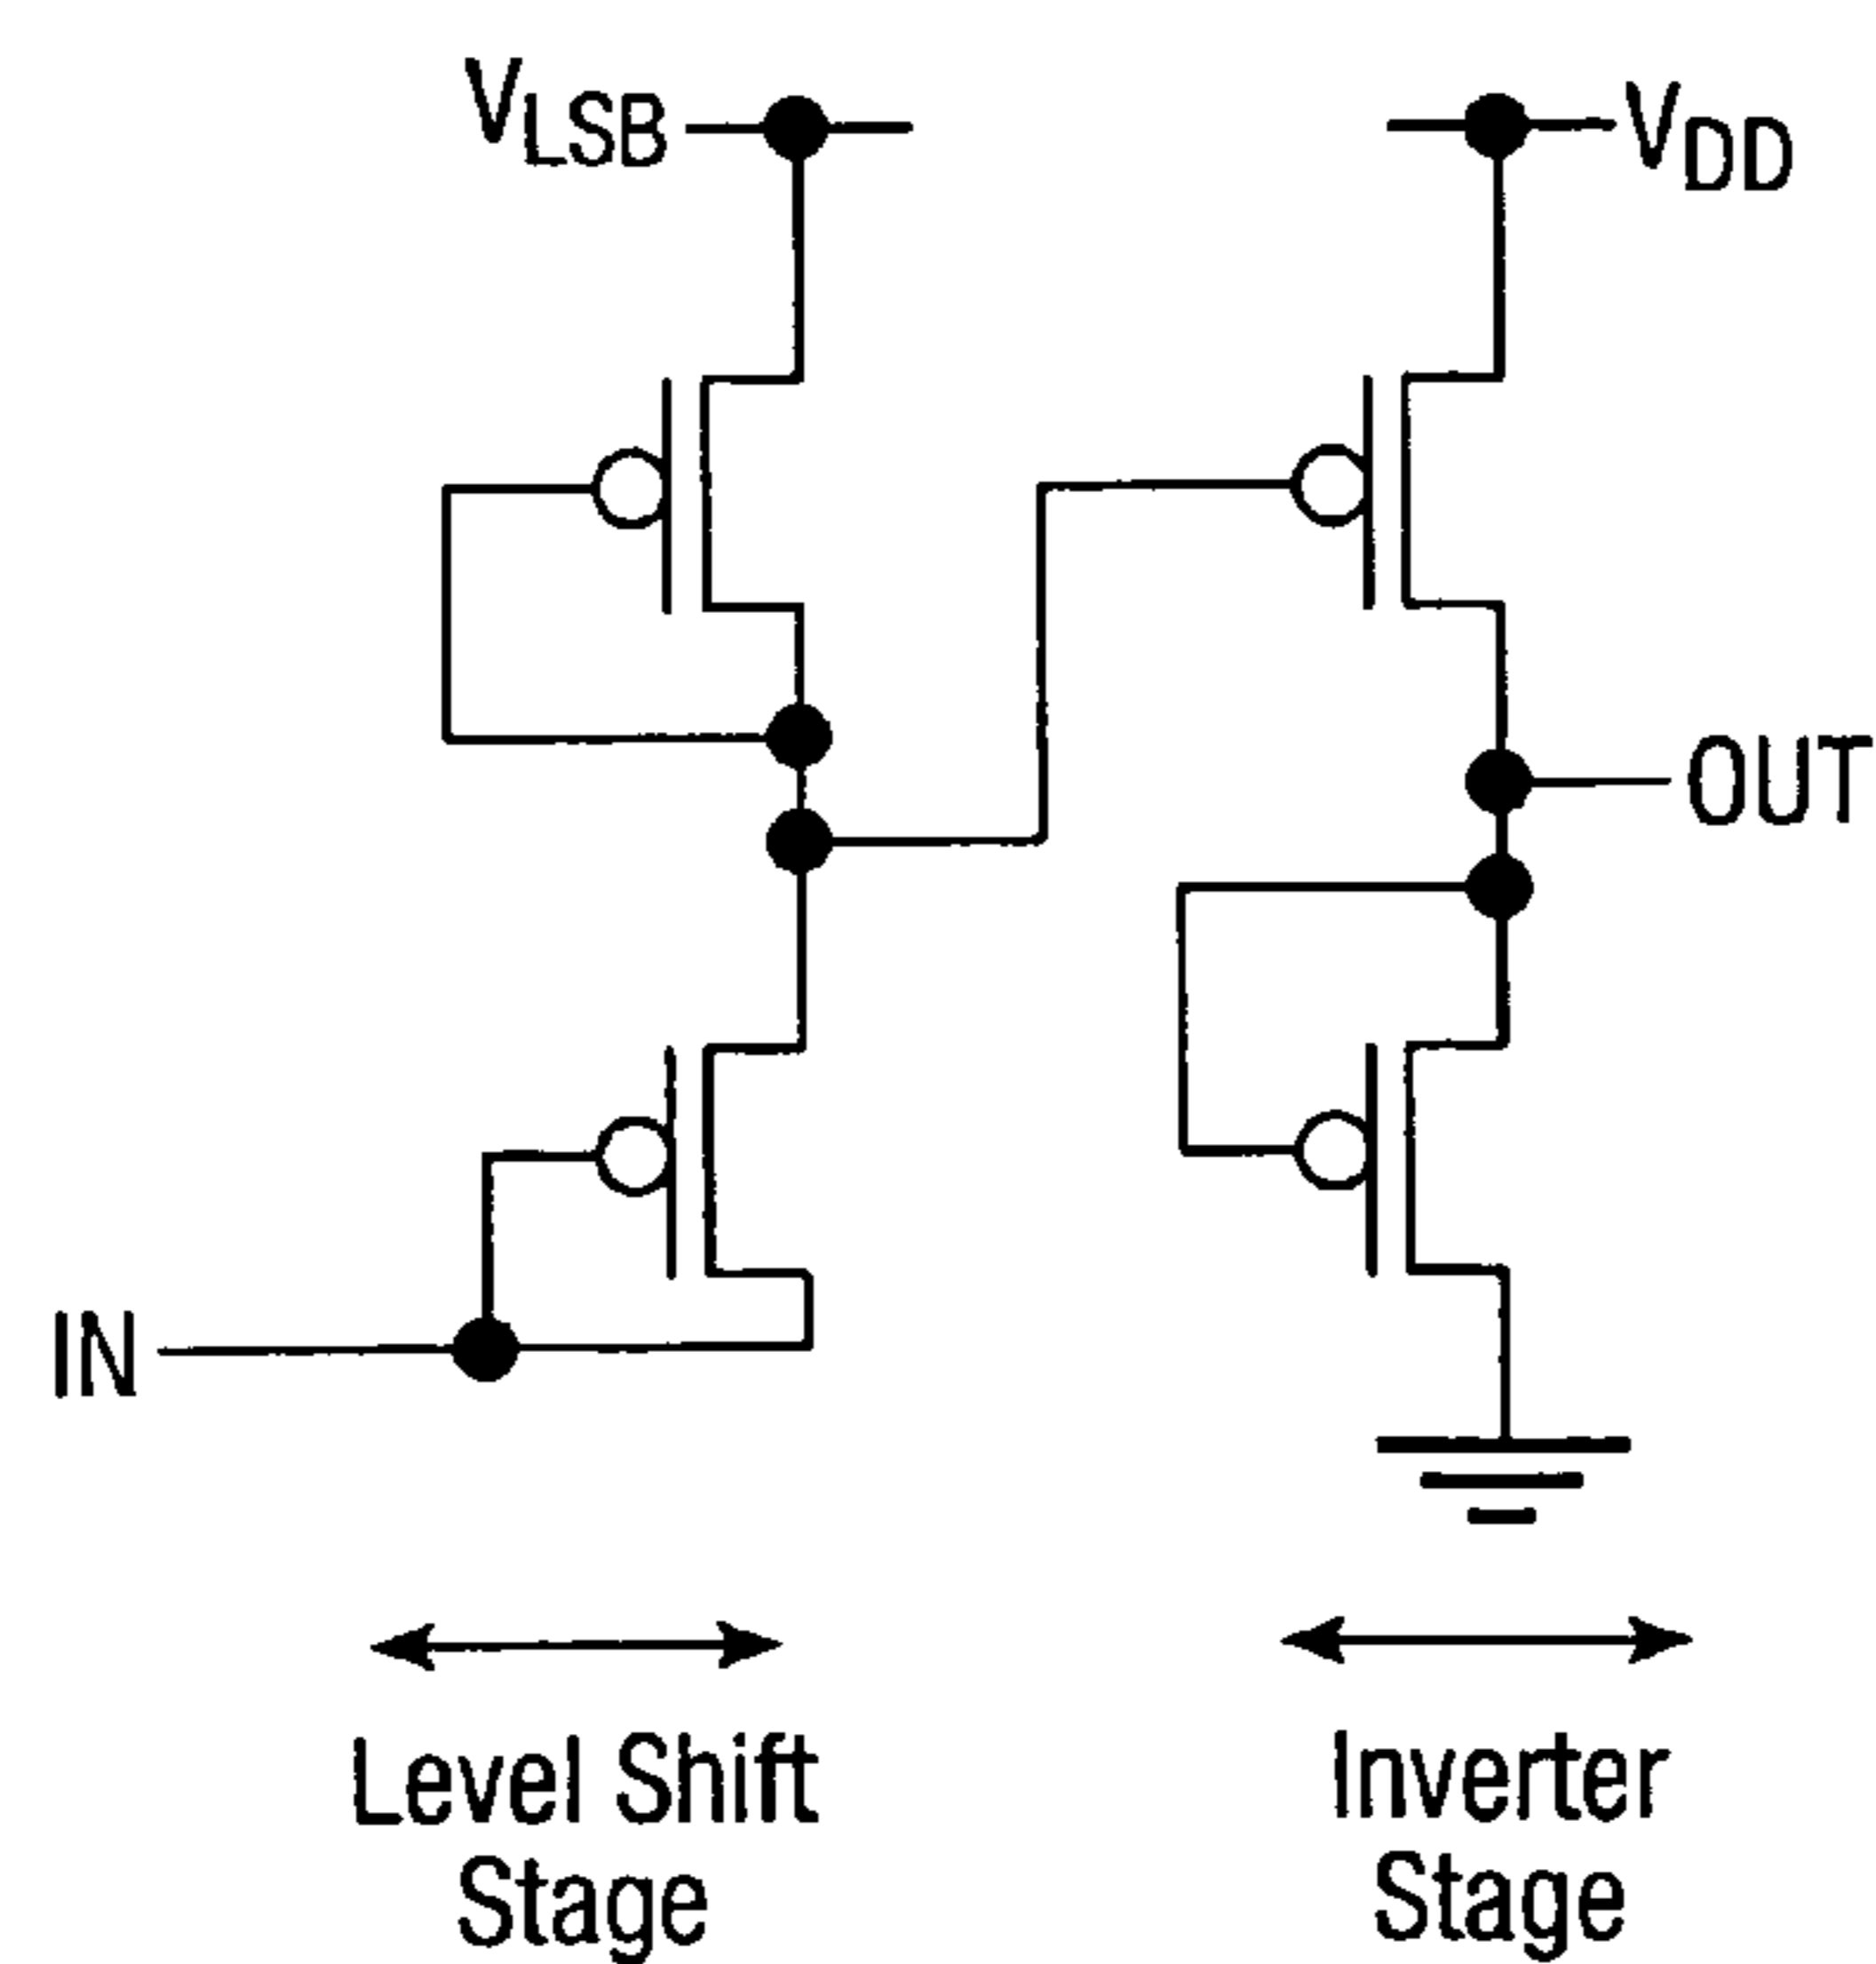 VLSB
VDD
OUT
IN
Level Shift
Stage
Inverter
Stage